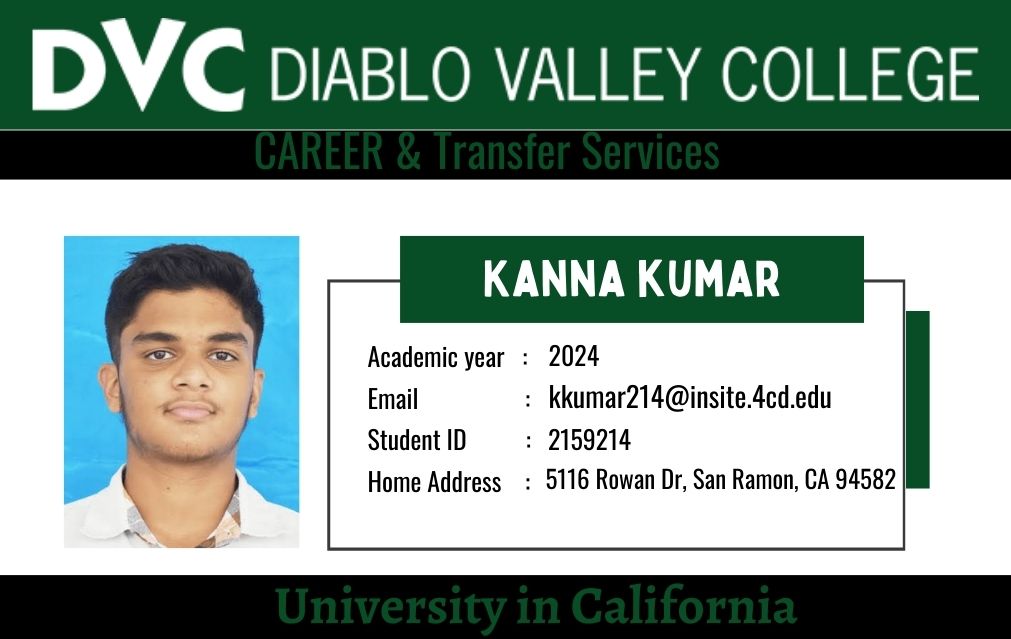 DVC DIABLO VALLEY COLLEGE
CAREER & Transfer Services
KANNA KUMAR
Academic year : 2024
Email : kkumar214@insite.4cd.edu
Student ID : 2159214
Home Address : 5116 Rowan Dr, San Ramon, CA 94582
University in California